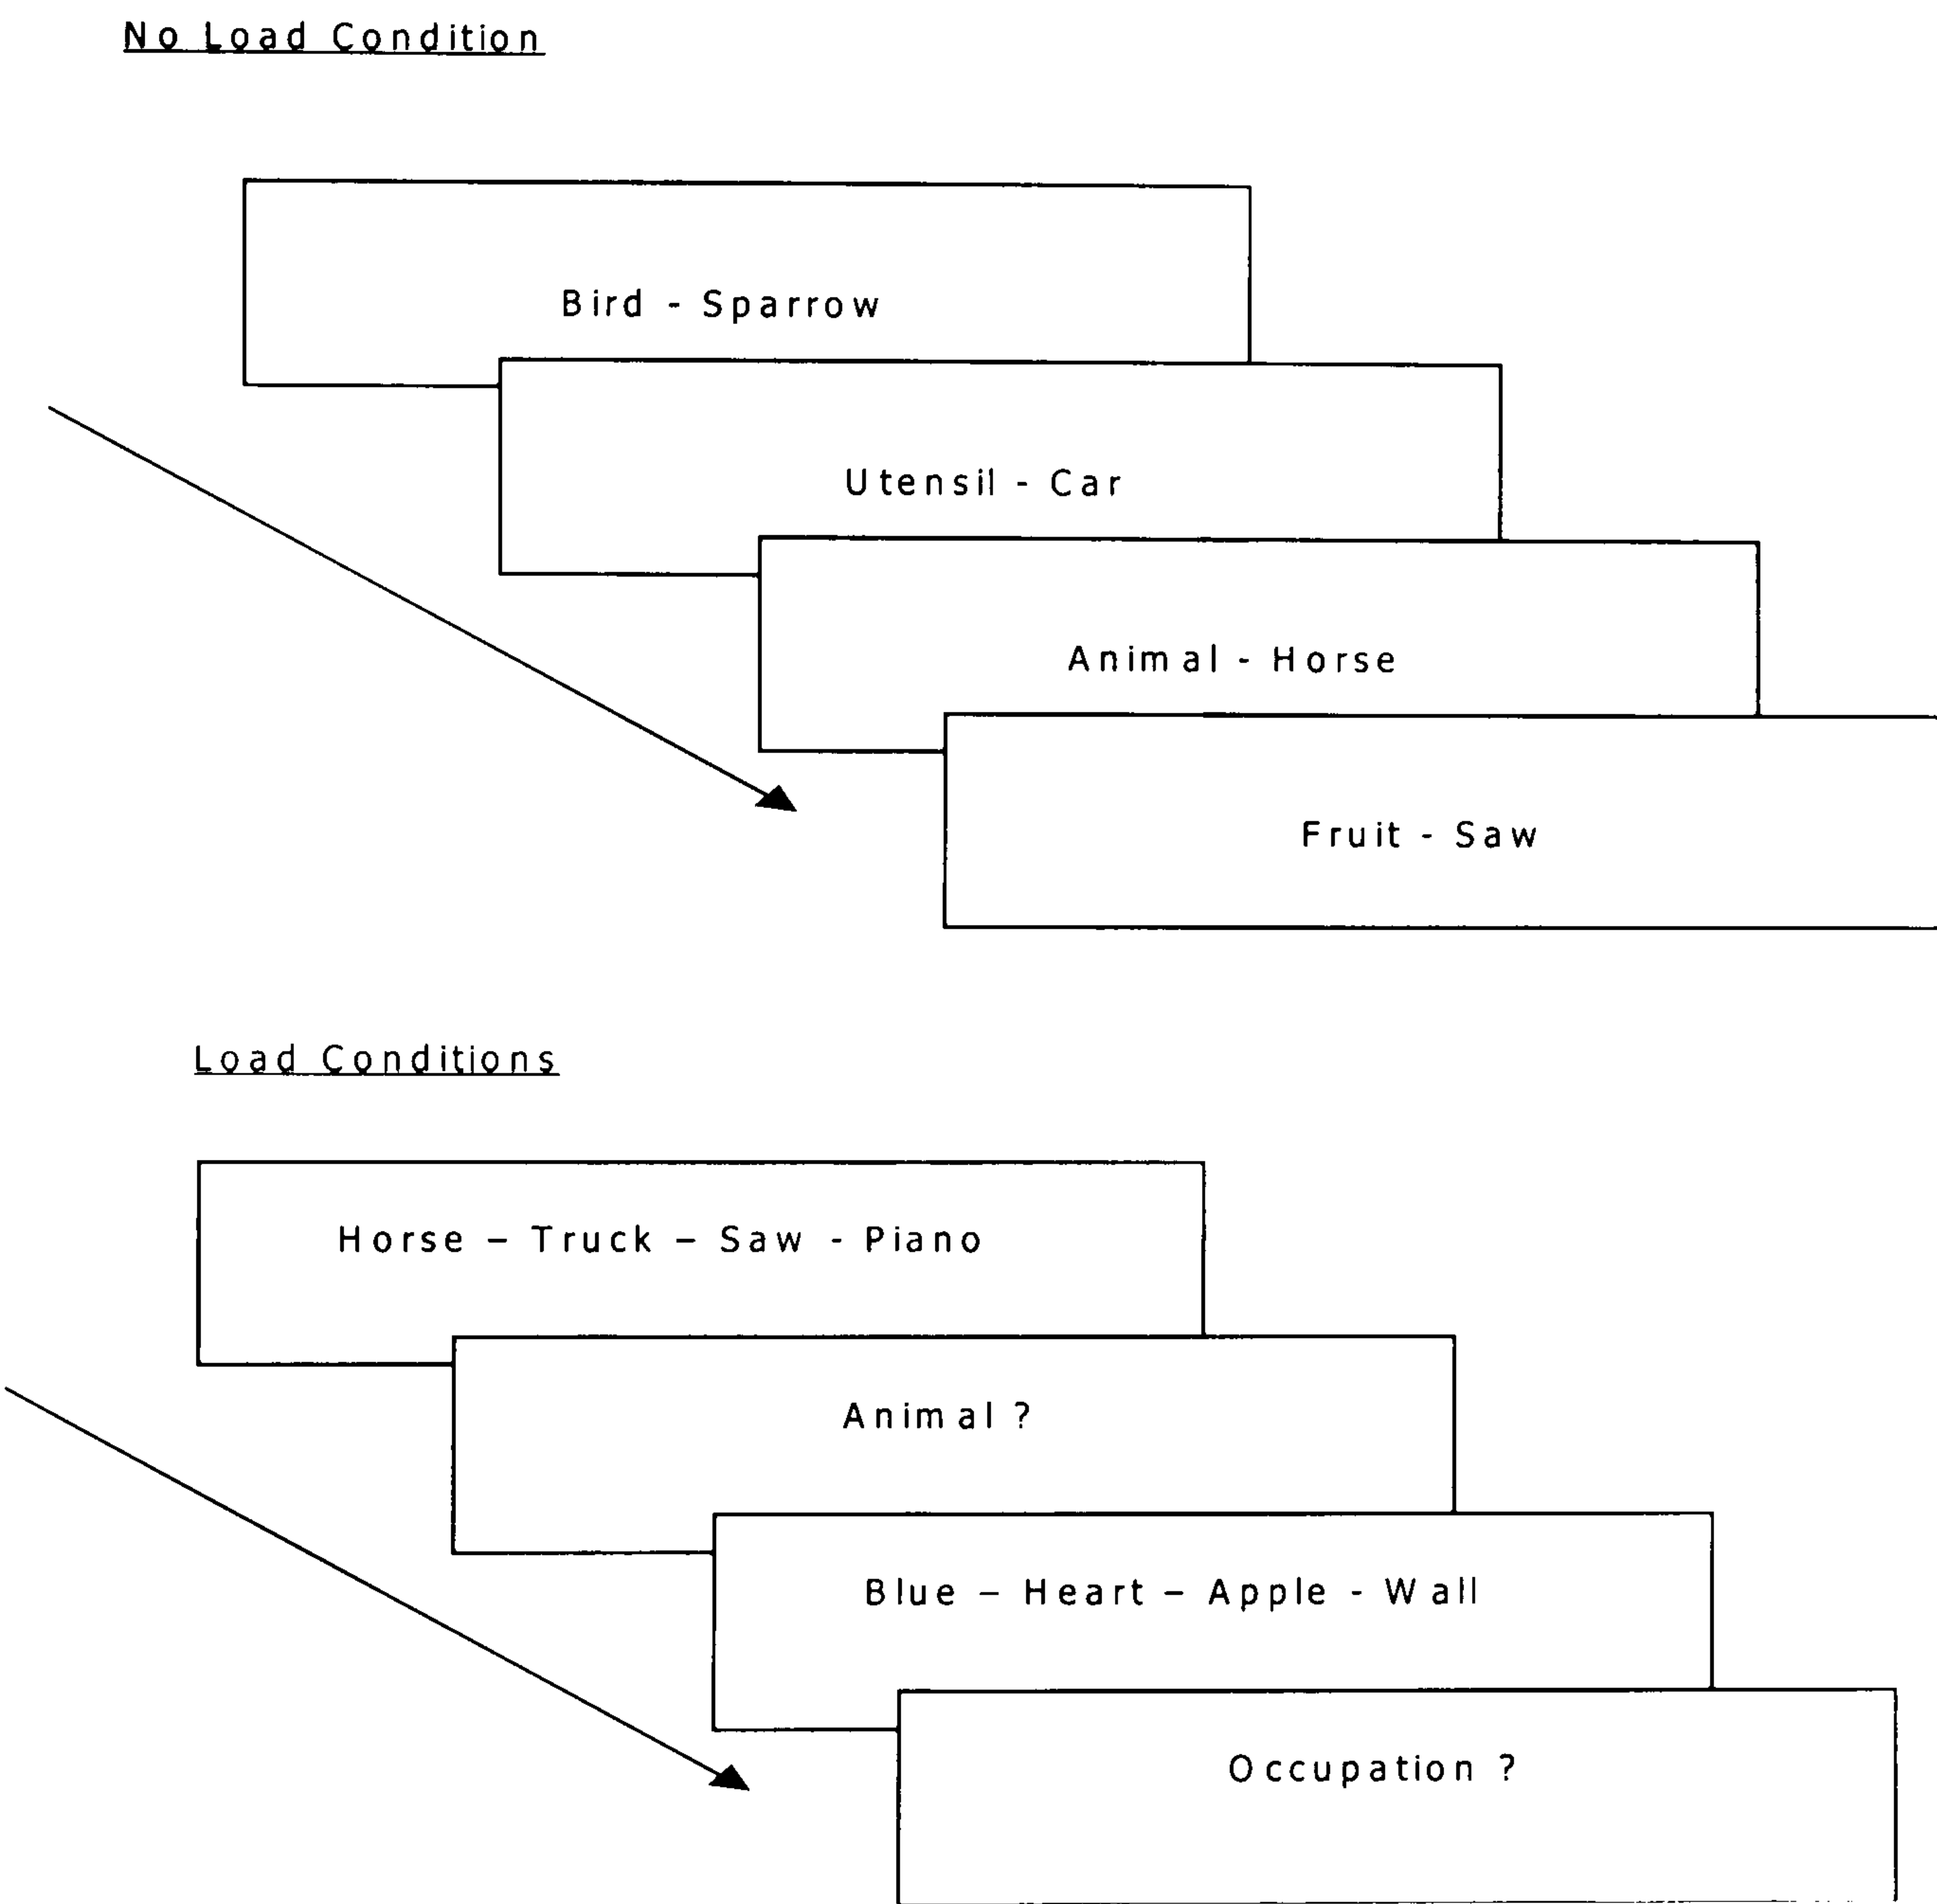 No Load Condition
Bird - Sparrow
Utensil - Car
Animal - Horse
Fruit - Saw
Load Conditions
Horse – Truck – Saw - Piano
Animal ?
Blue – Heart – Apple - Wall
Occupation ?